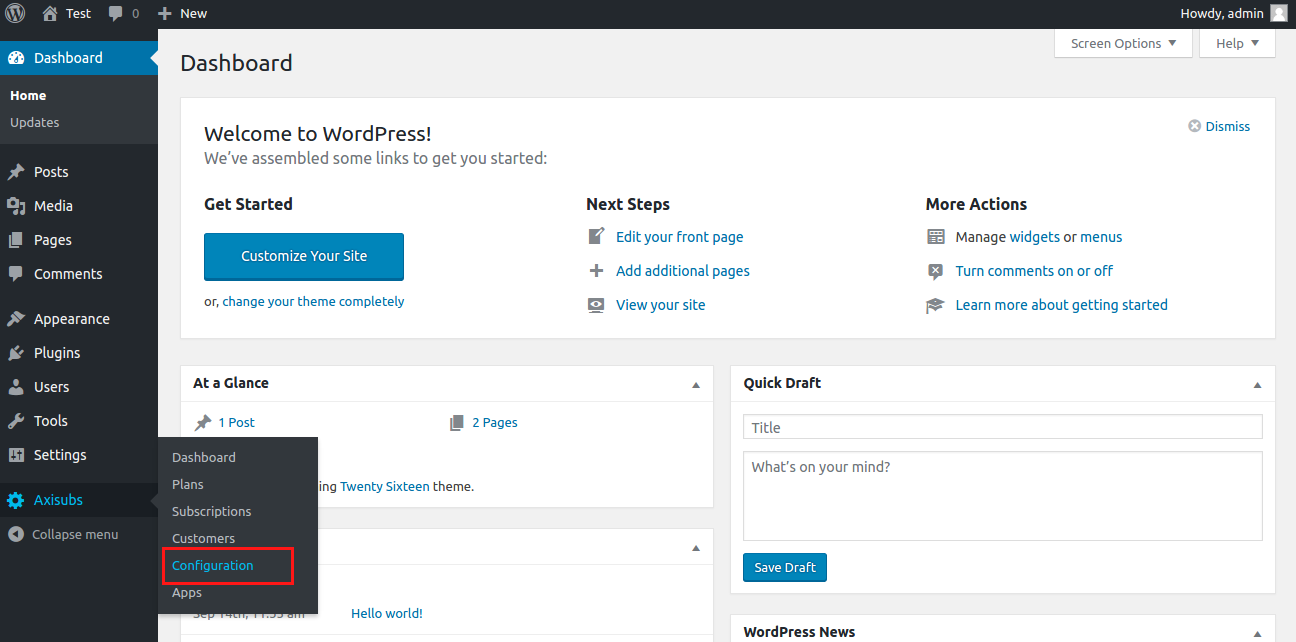 Test 0 New Howdy, admin
Screen Options Help
Dashboard
Home
Updates
Posts
Media
Pages
Comments
Appearance
Plugins
Users
Tools
Settings
Axisubs
Collapse menu
Dashboard
Plans
Subscriptions
Customers
Configuration
Apps
Dashboard
Welcome to WordPress!
Dismiss
We've assembled some links to get you started:
Get Started
Customize Your Site
or, change your theme completely
Next Steps
Edit your front page
Add additional pages
View your site
More Actions
Manage widgets or menus
Turn comments on or off
Learn more about getting started
At a Glance
1 Post 2 Pages
ing Twenty Sixteen theme.
Sep 14th, 11:55 am Hello world!
Quick Draft
Title
What's on your mind?
Save Draft
WordPress News